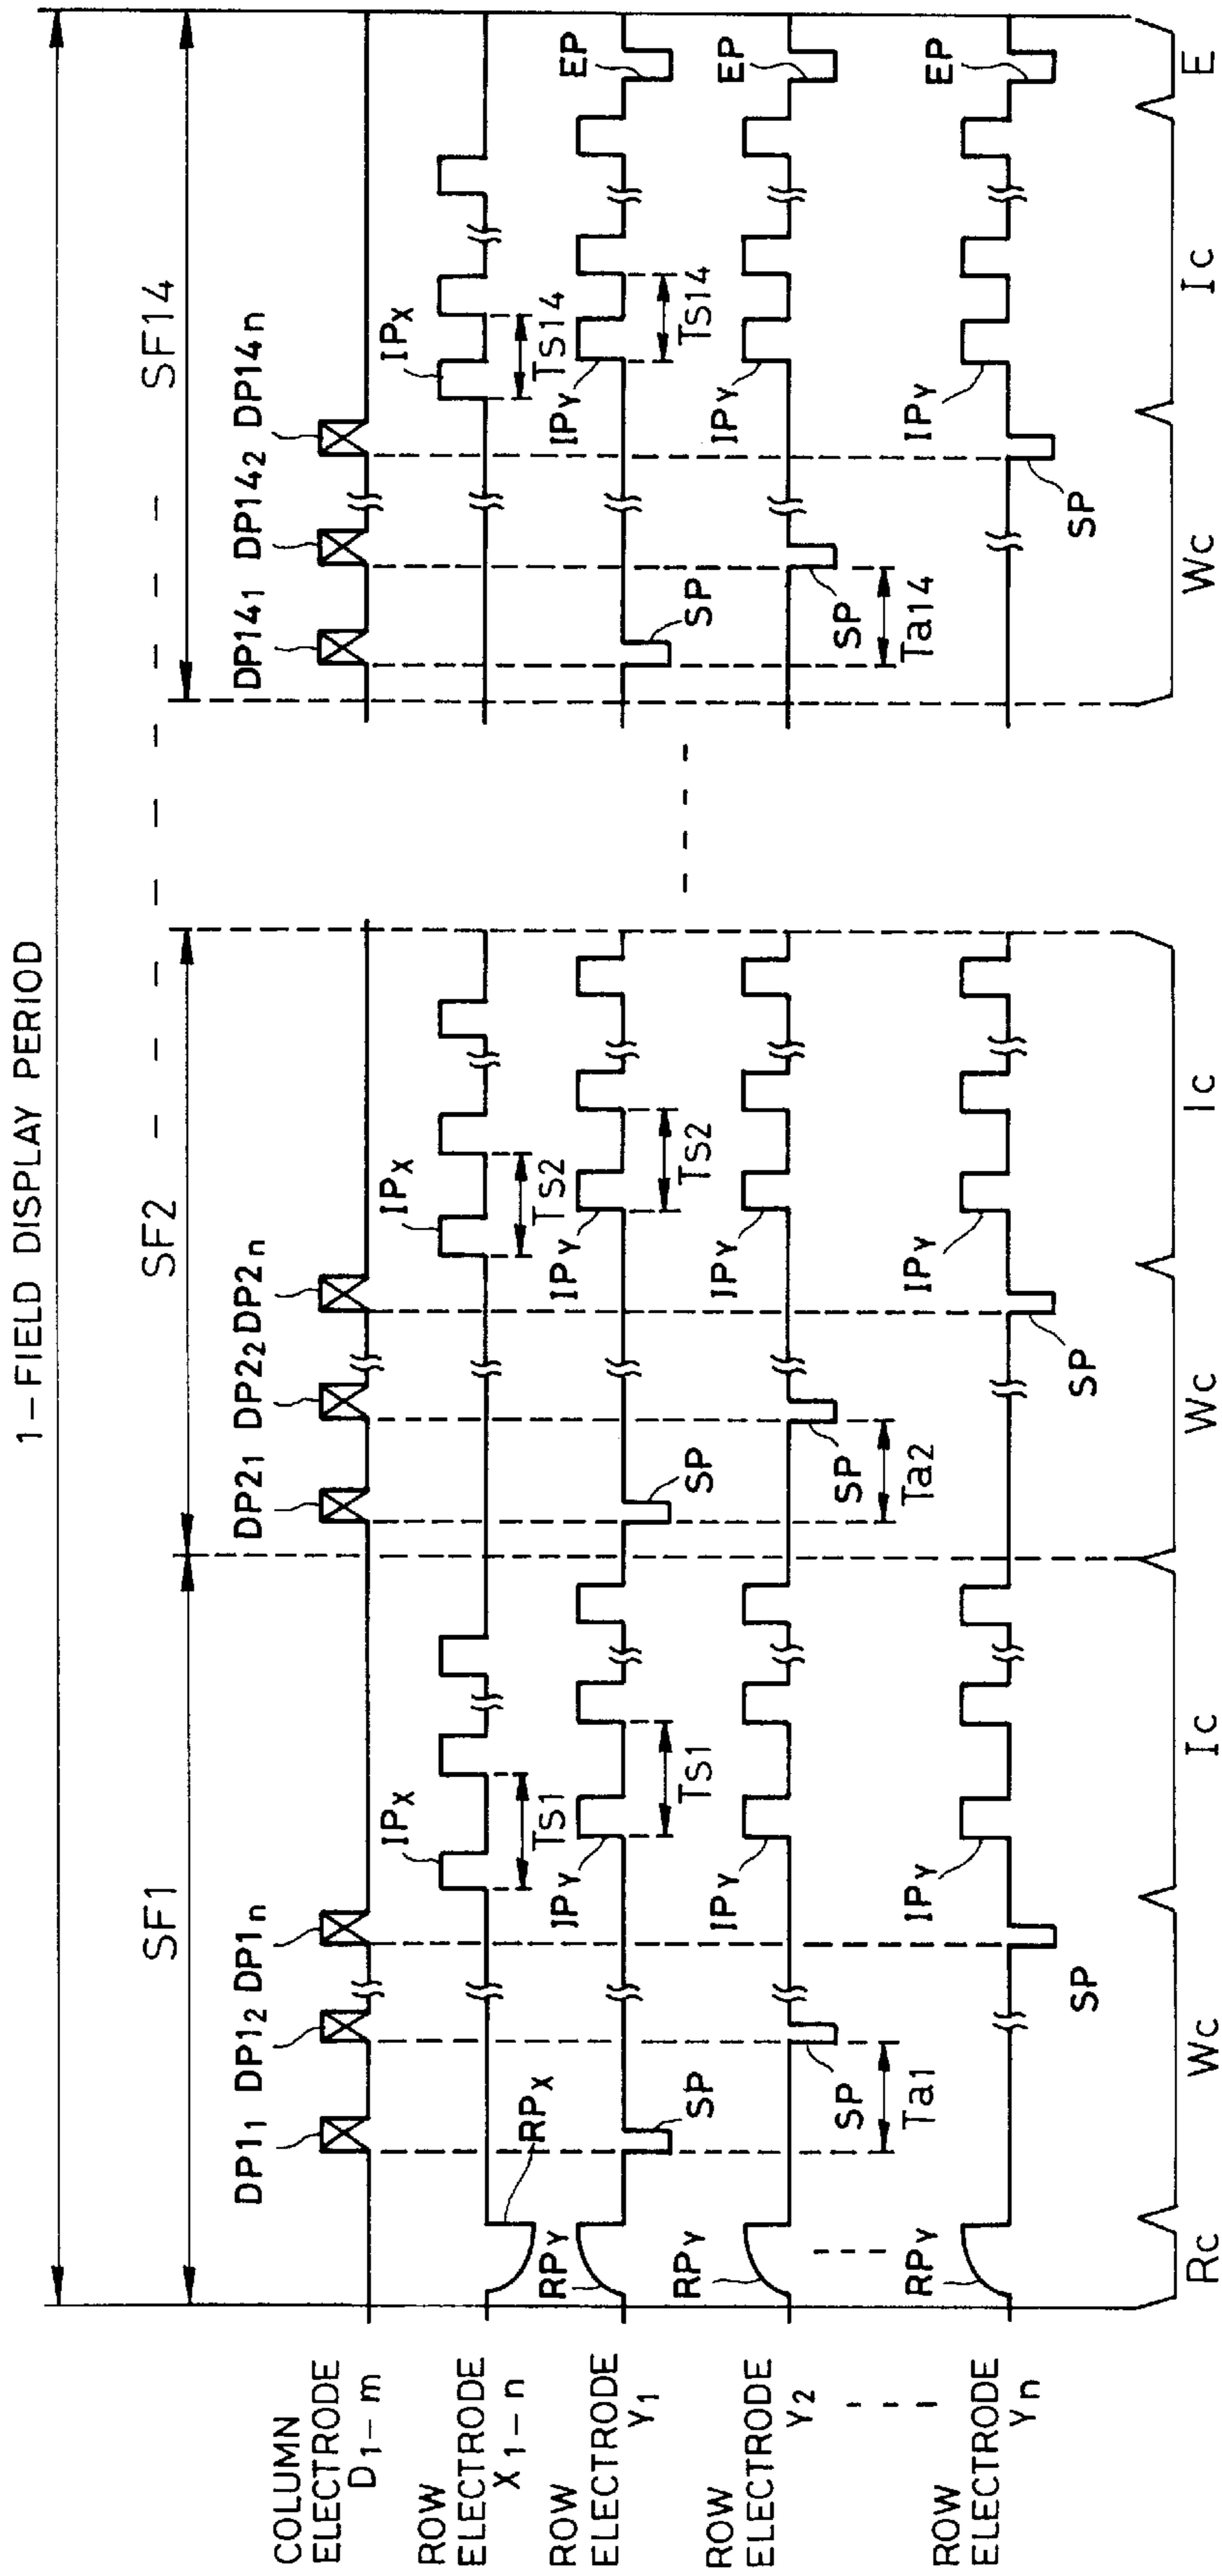 1-FIELD DISPLAY PERIOD
SF1 SF2 SF14
COLUMN ELECTRODE D1-m
DP11 DP12 DP1n DP21 DP22 DP2n DP141 DP142 DP14n
ROW ELECTRODE X1-n
RPX IPX IPX IPX
TS1 TS2 TS14
ROW ELECTRODE Y1
RPY SP IPY SP IPY SP IPY EP
TS1 TS2 TS14
ROW ELECTRODE Y2
RPY SP IPY SP IPY SP IPY EP
Ta1 Ta2 Ta14
ROW ELECTRODE Yn
RPY SP IPY SP IPY SP IPY EP
Rc Wc Ic Wc Ic Wc Ic E